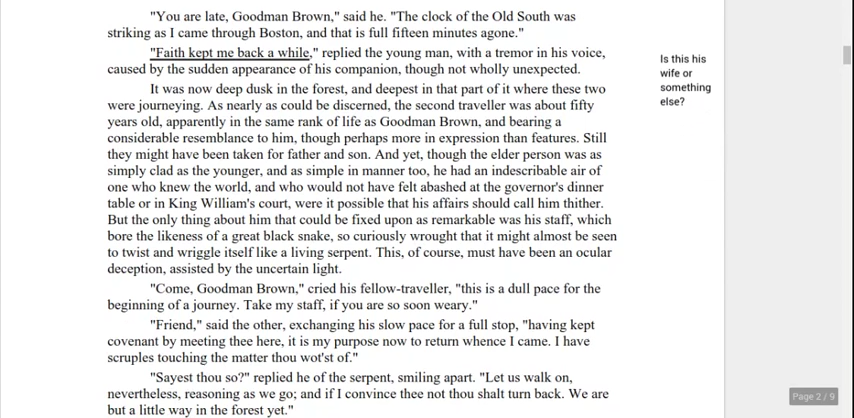 "You are late, Goodman Brown," said he. "The clock of the Old South was
striking as I came through Boston, and that is full fifteen minutes agone."
"Faith kept me back a while," replied the young man, with a tremor in his voice,
caused by the sudden appearance of his companion, though not wholly unexpected.
Is this his
wife or
something
else?
It was now deep dusk in the forest, and deepest in that part of it where these two
were journeying. As nearly as could be discerned, the second traveller was about fifty
years old, apparently in the same rank of life as Goodman Brown, and bearing a
considerable resemblance to him, though perhaps more in expression than features. Still
they might have been taken for father and son. And yet, though the elder person was as
simply clad as the younger, and as simple in manner too, he had an indescribable air of
one who knew the world, and who would not have felt abashed at the governor's dinner
table or in King William's court, were it possible that his affairs should call him thither.
But the only thing about him that could be fixed upon as remarkable was his staff, which
bore the likeness of a great black snake, so curiously wrought that it might almost be seen
to twist and wriggle itself like a living serpent. This, of course, must have been an ocular
deception, assisted by the uncertain light.
"Come, Goodman Brown," cried his fellow-traveller, "this is a dull pace for the
beginning of a journey. Take my staff, if you are so soon weary."
"Friend," said the other, exchanging his slow pace for a full stop, "having kept
covenant by meeting thee here, it is my purpose now to return whence I came. I have
scruples touching the matter thou wot'st of."
"Sayest thou so?" replied he of the serpent, smiling apart. "Let us walk on,
nevertheless, reasoning as we go; and if I convince thee not thou shalt turn back. We are
but a little way in the forest yet."
Page 2 / 9